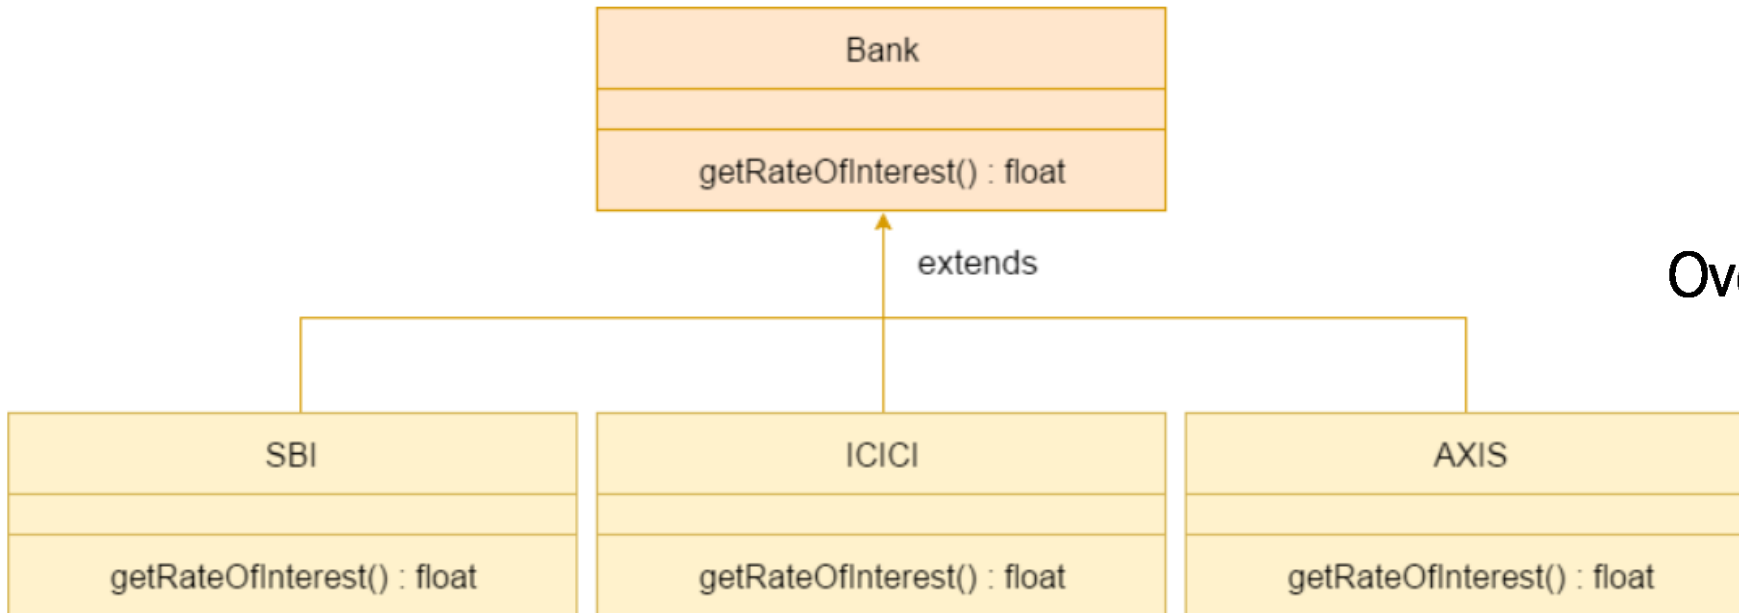 Bank
getRateOfInterest() : float
extends
SBI
getRateOfInterest() : float
ICICI
getRateOfInterest() : float
AXIS
getRateOfInterest() : float